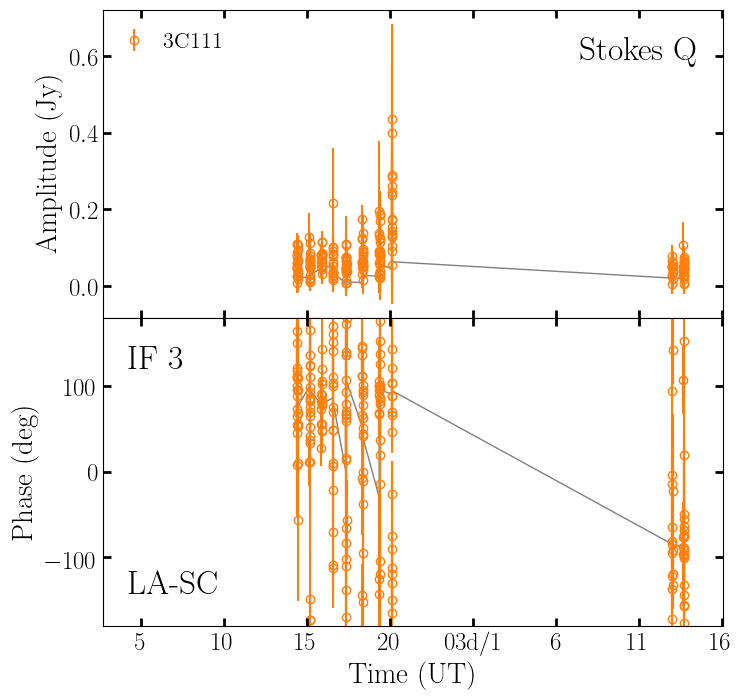 3C111
Stokes Q
0.6
0.4
0.2
0.0
Amplitude (Jy)
IF 3
100
0
−100
Phase (deg)
LA-SC
5 10 15 20 03d/1 6 11 16
Time (UT)